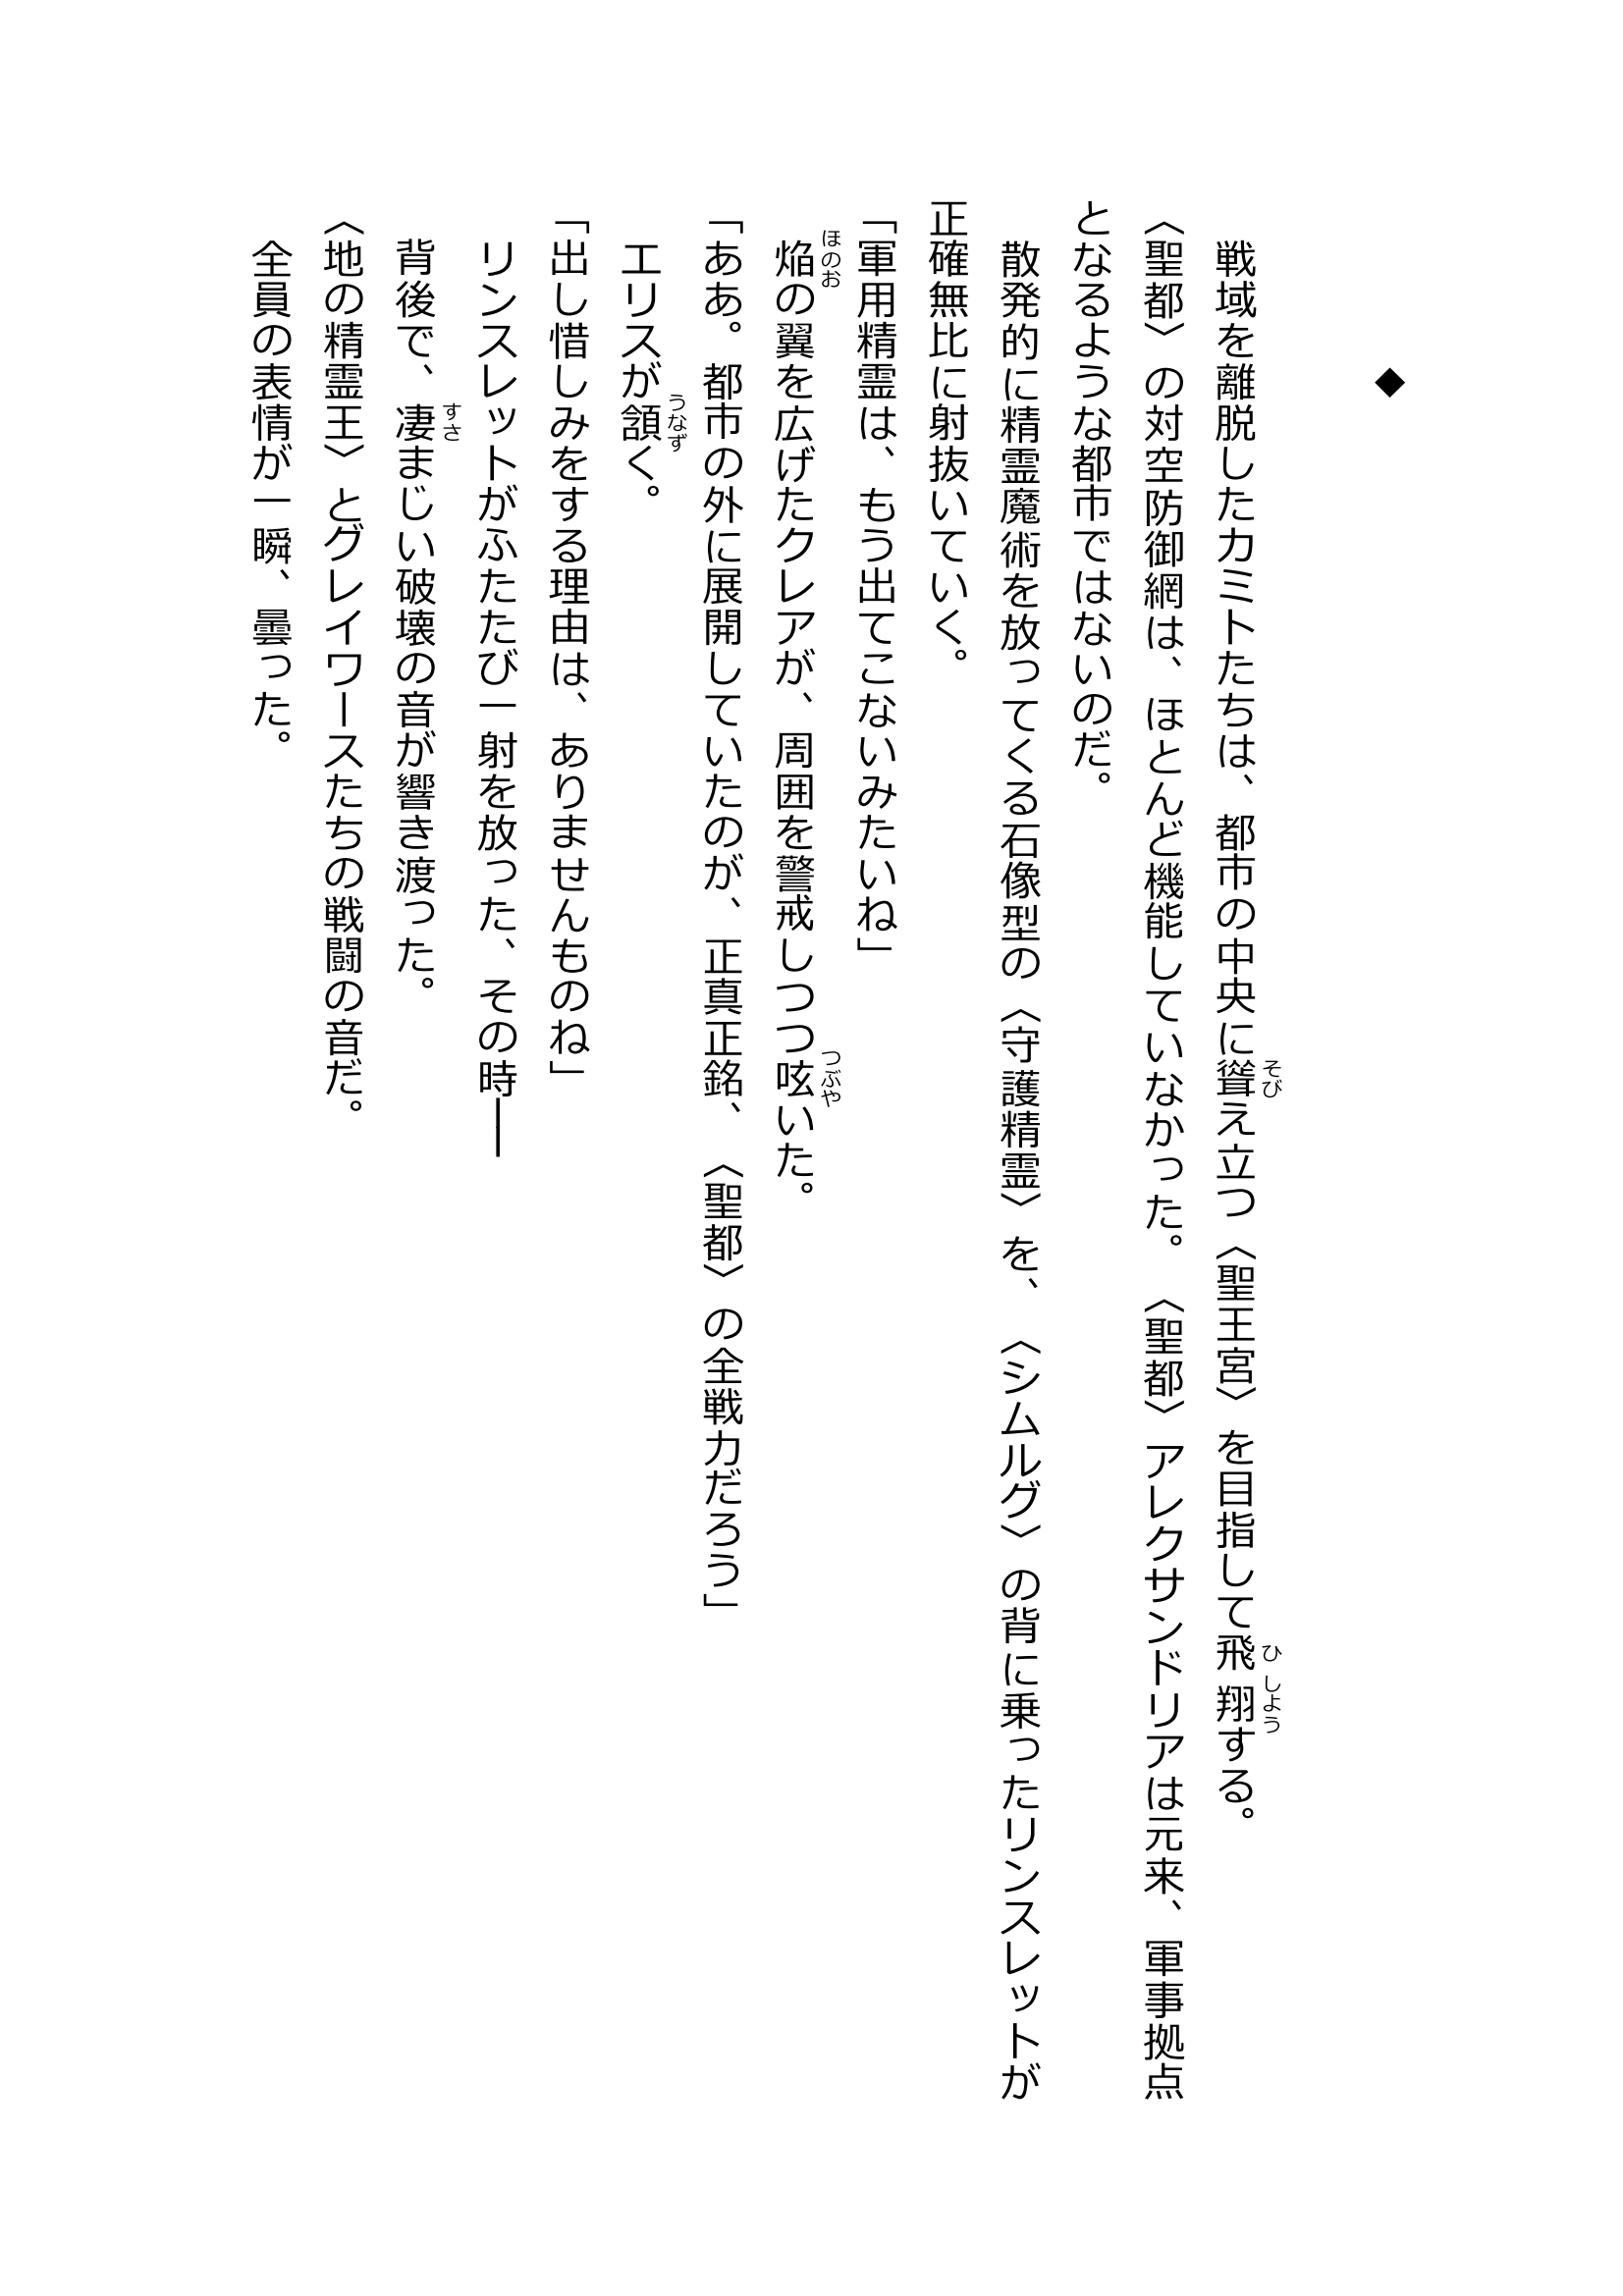 ◆
戦域を離脱したカミトたちは、都市の中央に聳え立つ〈聖王宮〉を目指して飛翔する。
〈聖都〉の対空防御網は、ほとんど機能していなかった。〈聖都〉アレクサンドリアは元来、軍事拠点
となるような都市ではないのだ。
散発的に精霊魔術を放ってくる石像型の〈守護精霊〉を、〈シムルグ〉の背に乗ったリンスレットが
正確無比に射抜いていく。
「軍用精霊は、もう出てこないみたいね」
焔の翼を広げたクレアが、周囲を警戒しつつ呟いた。
「ああ。都市の外に展開していたのが、正真正銘、〈聖都〉の全戦力だろう」
エリスが頷く。
「出し惜しみをする理由は、ありませんものね」
リンスレットがふたたび一射を放った、その時──
背後で、凄まじい破壊の音が響き渡った。
〈地の精霊王〉とグレイワースたちの戦闘の音だ。
全員の表情が一瞬、曇った。